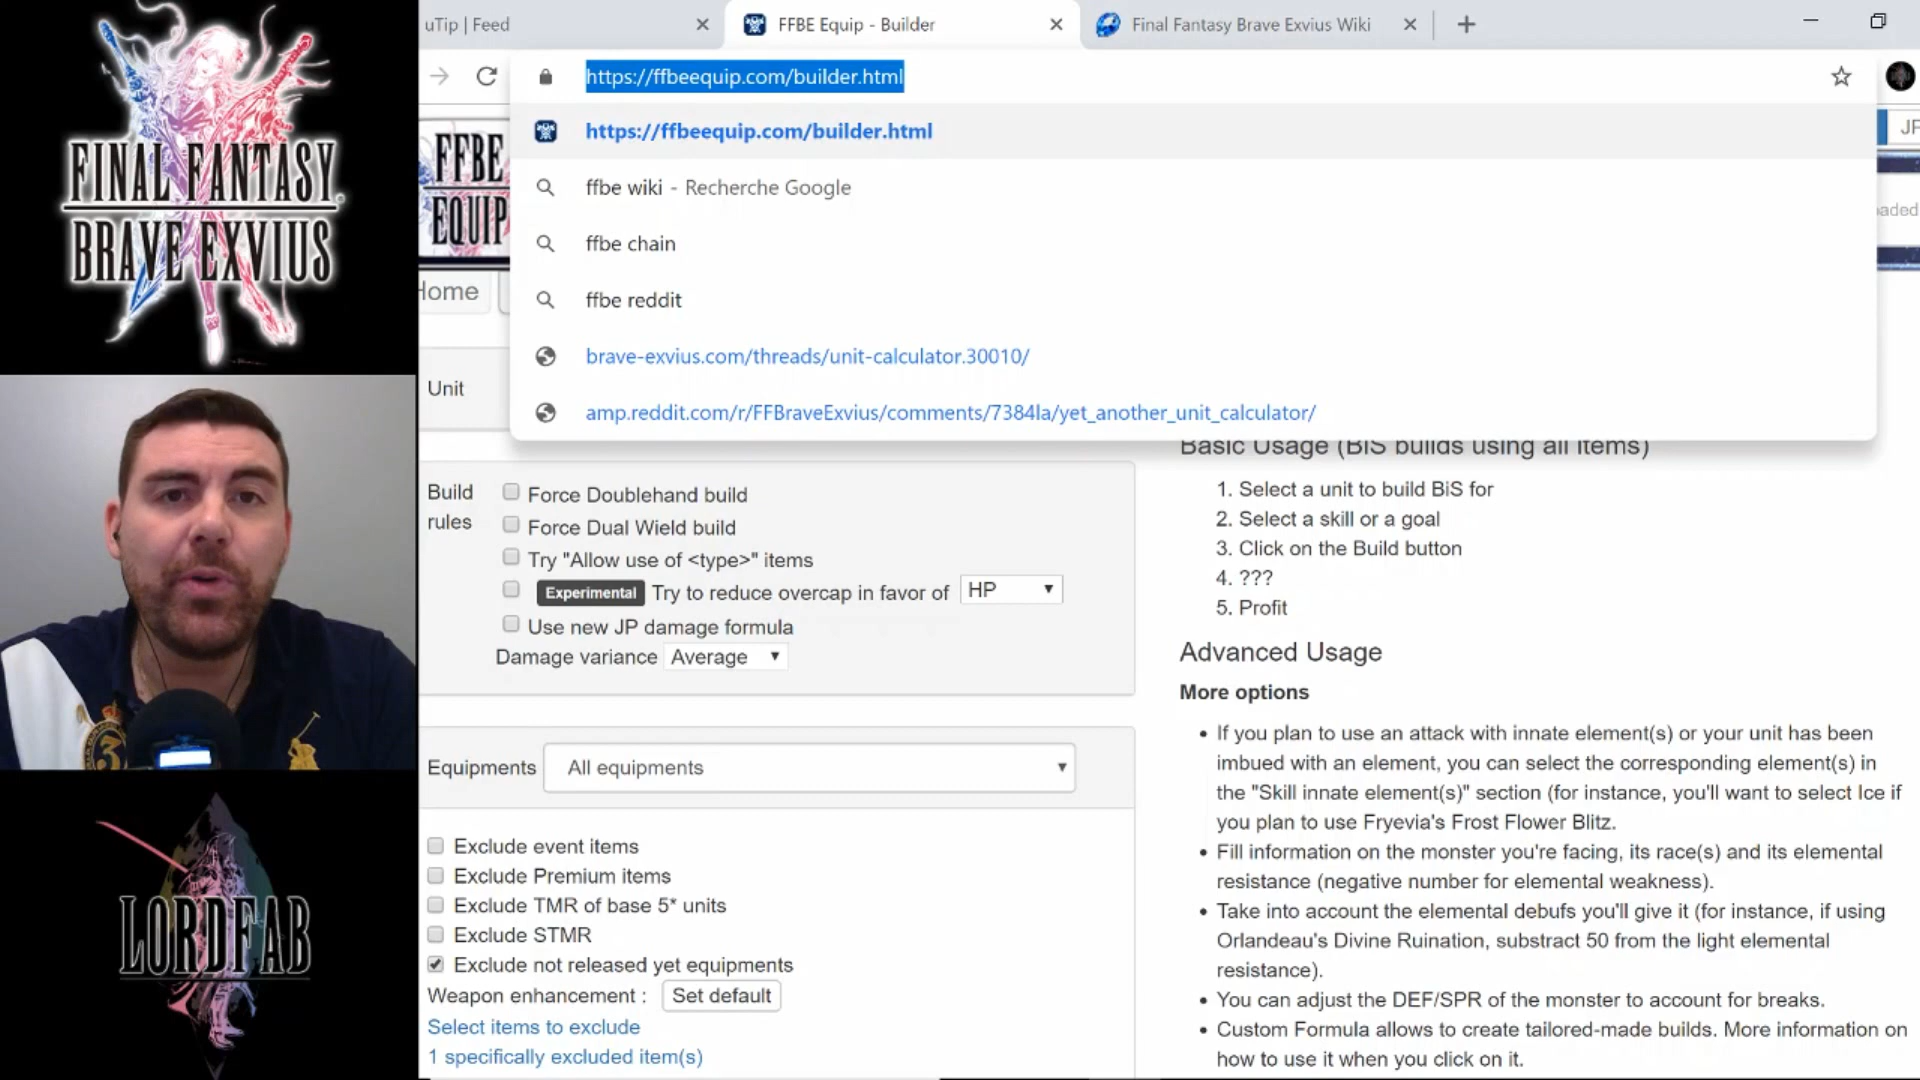 FINAL FANTASY
BRAVE EXVIUS
3
LORDFAB
uTip | Feed
FFBE Equip - Builder
Final Fantasy Brave Exvius Wiki
https://ffbeequip.com/builder.html
https://ffbeequip.com/builder.html
ffbe wiki - Recherche Google
ffbe chain
ffbe reddit
brave-exvius.com/threads/unit-calculator.30010/
amp.reddit.com/r/FFBraveExvius/comments/7384la/yet_another_unit_calculator/
FFBE
EQUIP
JP
aded
Home
Unit
Build
rules
Force Doublehand build
Force Dual Wield build
Try "Allow use of <type>" items
Experimental Try to reduce overcap in favor of HP
Use new JP damage formula
Damage variance Average
Equipments All equipments
Exclude event items
Exclude Premium items
Exclude TMR of base 5* units
Exclude STMR
Exclude not released yet equipments
Weapon enhancement : Set default
Select items to exclude
1 specifically excluded item(s)
Basic Usage (BiS builds using all items)
1. Select a unit to build BiS for
2. Select a skill or a goal
3. Click on the Build button
4. ???
5. Profit
Advanced Usage
More options
• If you plan to use an attack with innate element(s) or your unit has been
imbued with an element, you can select the corresponding element(s) in
the "Skill innate element(s)" section (for instance, you'll want to select Ice if
you plan to use Fryevia's Frost Flower Blitz.
• Fill information on the monster you're facing, its race(s) and its elemental
resistance (negative number for elemental weakness).
• Take into account the elemental debufs you'll give it (for instance, if using
Orlandeau's Divine Ruination, substract 50 from the light elemental
resistance).
• You can adjust the DEF/SPR of the monster to account for breaks.
• Custom Formula allows to create tailored-made builds. More information on
how to use it when you click on it.